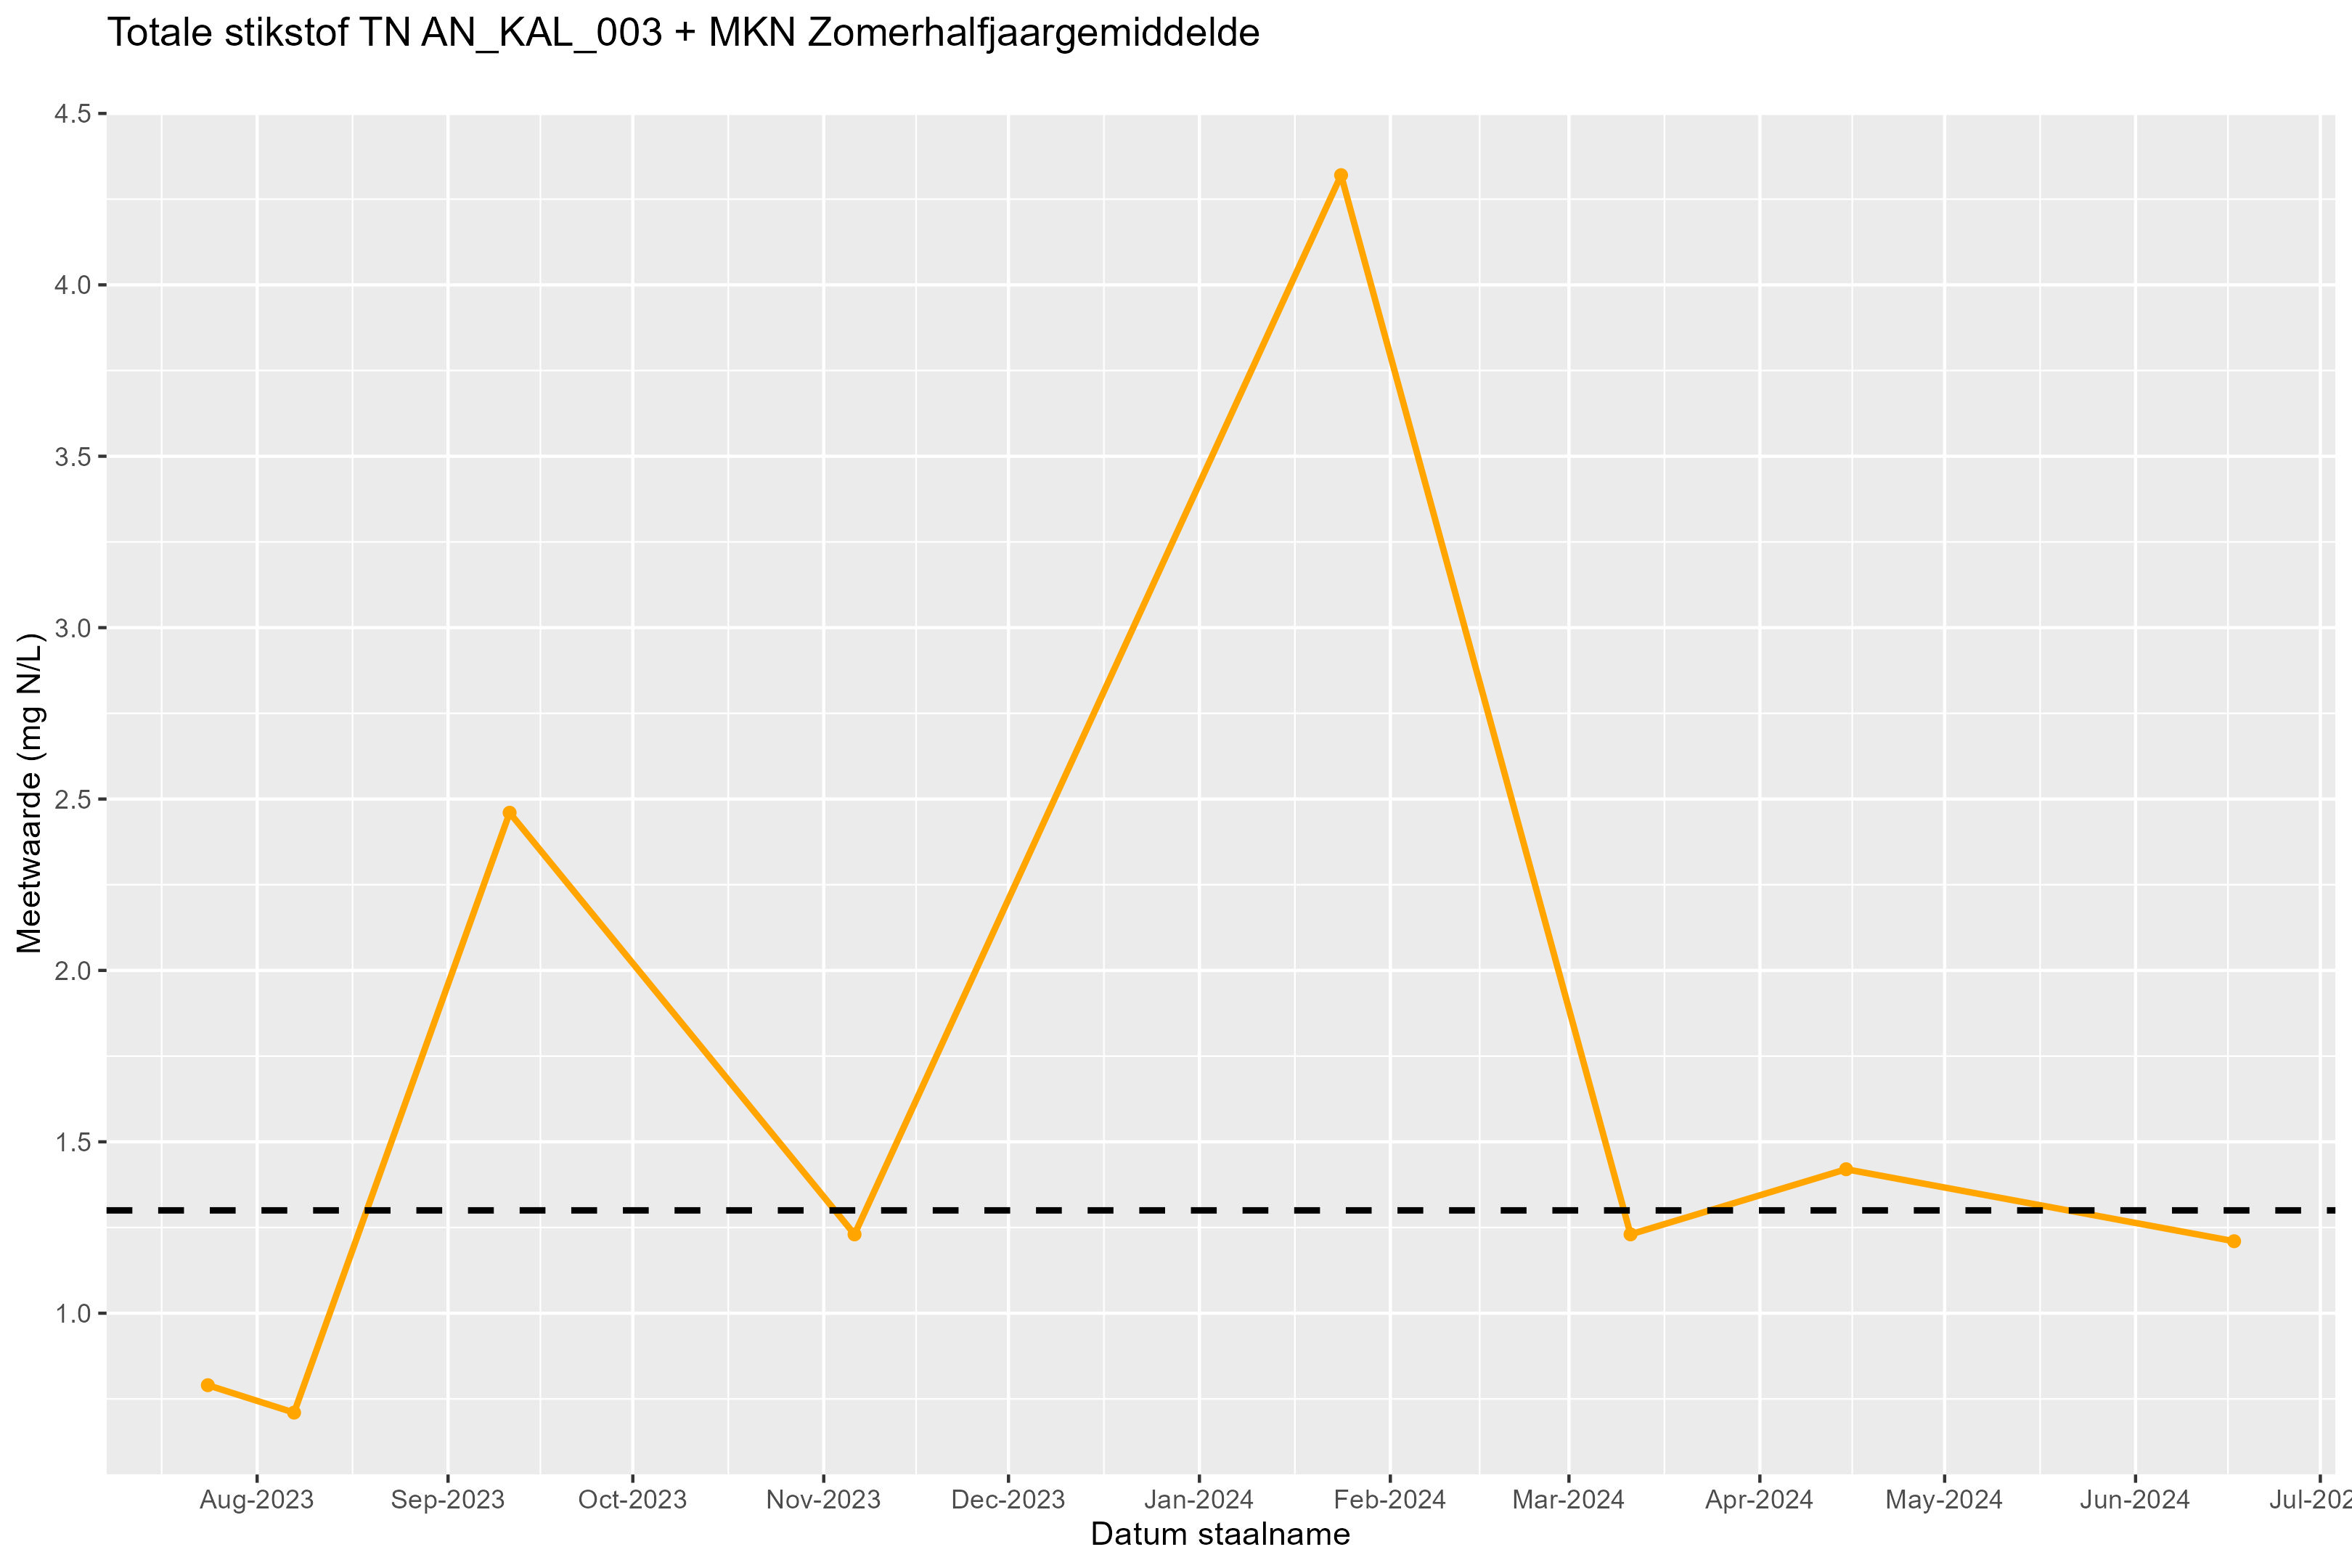 Totale stikstof TN AN_KAL_003 + MKN Zomerhalfjaargemiddelde
4.5
4.0
3.5
3.0
2.5
2.0
1.5
1.0
Meetwaarde (mg N/L)
Aug-2023 Sep-2023 Oct-2023 Nov-2023 Dec-2023 Jan-2024 Feb-2024 Mar-2024 Apr-2024 May-2024 Jun-2024 Jul-202
Datum staalname